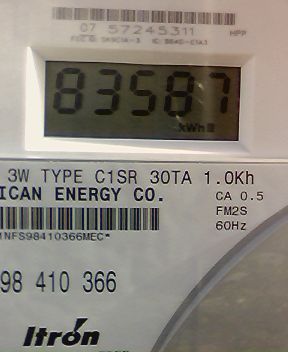 07 57245311
HPP
83587
kWh
3W TYPE C1SR 30TA 1.0Kh
ICAN ENERGY CO.
CA 0.5
FM2S
60Hz
98 410 366
Itron